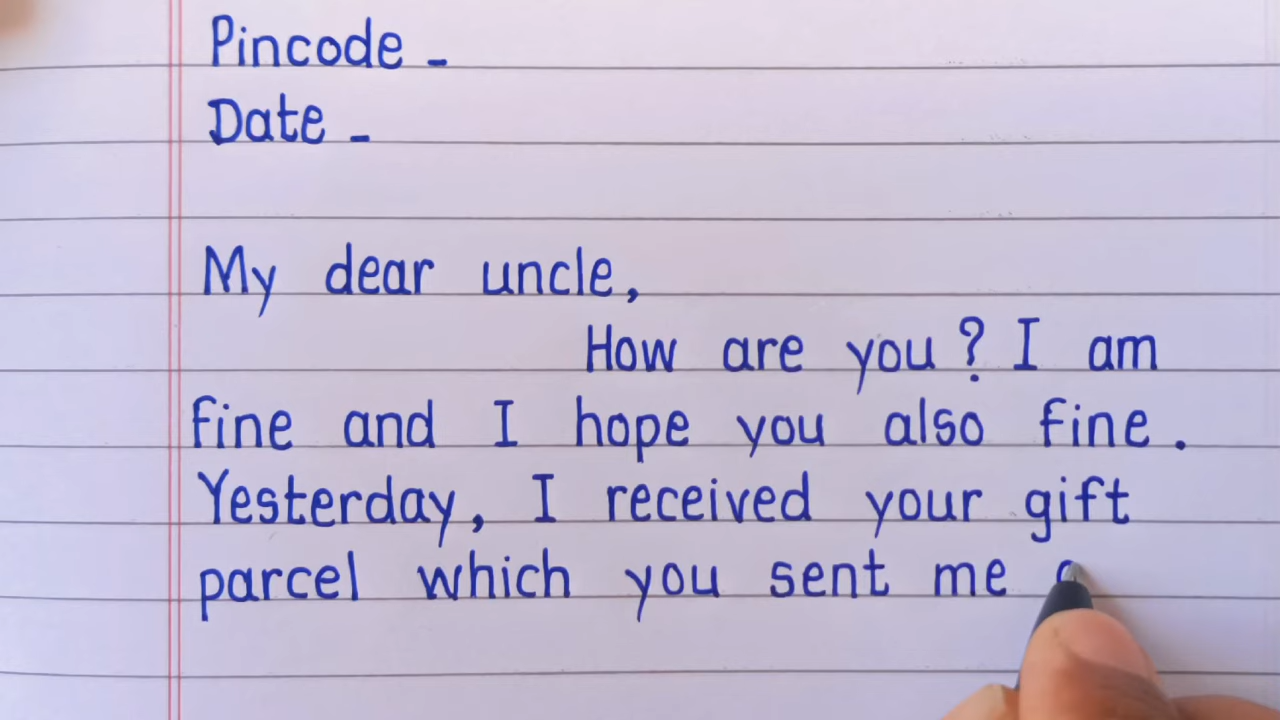 Pincode -
Date -
My dear uncle,
How are you? I am
fine and I hope you also fine.
Yesterday, I received your gift
parcel which you sent me